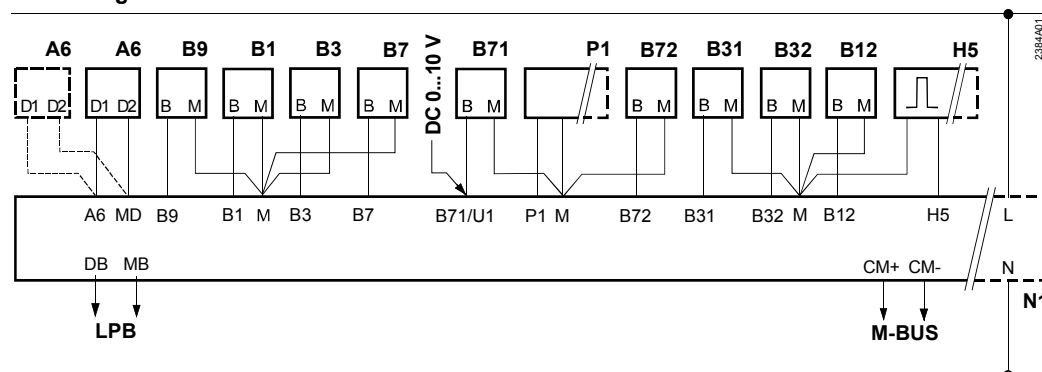 A6 A6 B9 B1 B3 B7 B71 P1 B72 B31 B32 B12 H5
2384A01
D1 D2 D1 D2 B M B M B M B M B M B M B M B M B M
DC 0...10 V
A6 MD B9 B1 M B3 B7 B71/U1 P1 M B72 B31 B32 M B12 H5 L
DB MB CM+ CM- N
N1
LPB M-BUS